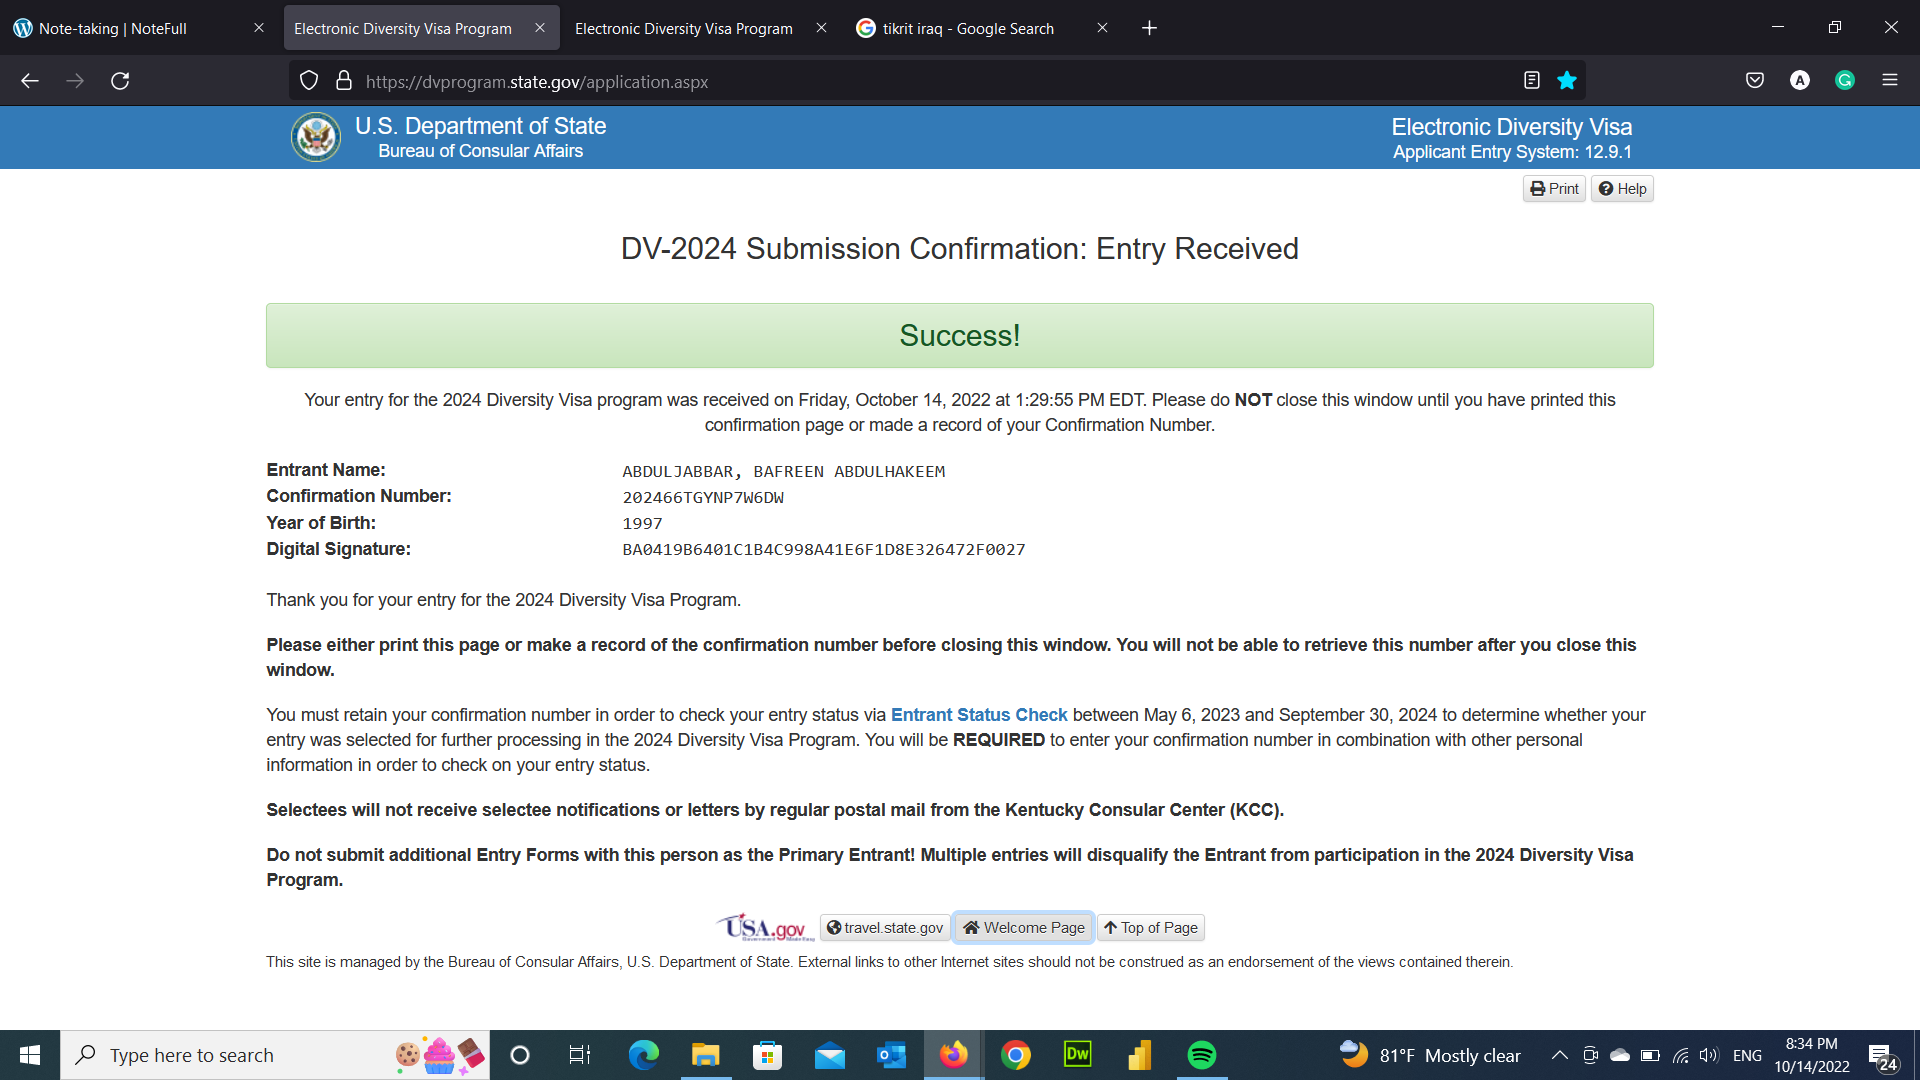 Note-taking | NoteFull
Electronic Diversity Visa Program
Electronic Diversity Visa Program
tikrit iraq - Google Search
https://dvprogram.state.gov/application.aspx
A
U.S. Department of State
Bureau of Consular Affairs
Electronic Diversity Visa
Applicant Entry System: 12.9.1
Print
Help
DV-2024 Submission Confirmation: Entry Received
Success!
Your entry for the 2024 Diversity Visa program was received on Friday, October 14, 2022 at 1:29:55 PM EDT. Please do NOT close this window until you have printed this
confirmation page or made a record of your Confirmation Number.
Entrant Name: ABDULJABBAR, BAFREEN ABDULHAKEEM
Confirmation Number: 202466TGYNP7W6DW
Year of Birth: 1997
Digital Signature: BA0419B6401C1B4C998A41E6F1D8E326472F0027
Thank you for your entry for the 2024 Diversity Visa Program.
Please either print this page or make a record of the confirmation number before closing this window. You will not be able to retrieve this number after you close this
window.
You must retain your confirmation number in order to check your entry status via Entrant Status Check between May 6, 2023 and September 30, 2024 to determine whether your
entry was selected for further processing in the 2024 Diversity Visa Program. You will be REQUIRED to enter your confirmation number in combination with other personal
information in order to check on your entry status.
Selectees will not receive selectee notifications or letters by regular postal mail from the Kentucky Consular Center (KCC).
Do not submit additional Entry Forms with this person as the Primary Entrant! Multiple entries will disqualify the Entrant from participation in the 2024 Diversity Visa
Program.
USA.gov
travel.state.gov
Welcome Page
Top of Page
This site is managed by the Bureau of Consular Affairs, U.S. Department of State. External links to other Internet sites should not be construed as an endorsement of the views contained therein.
Type here to search
Dw
81°F Mostly clear
ENG
8:34 PM
10/14/2022
24